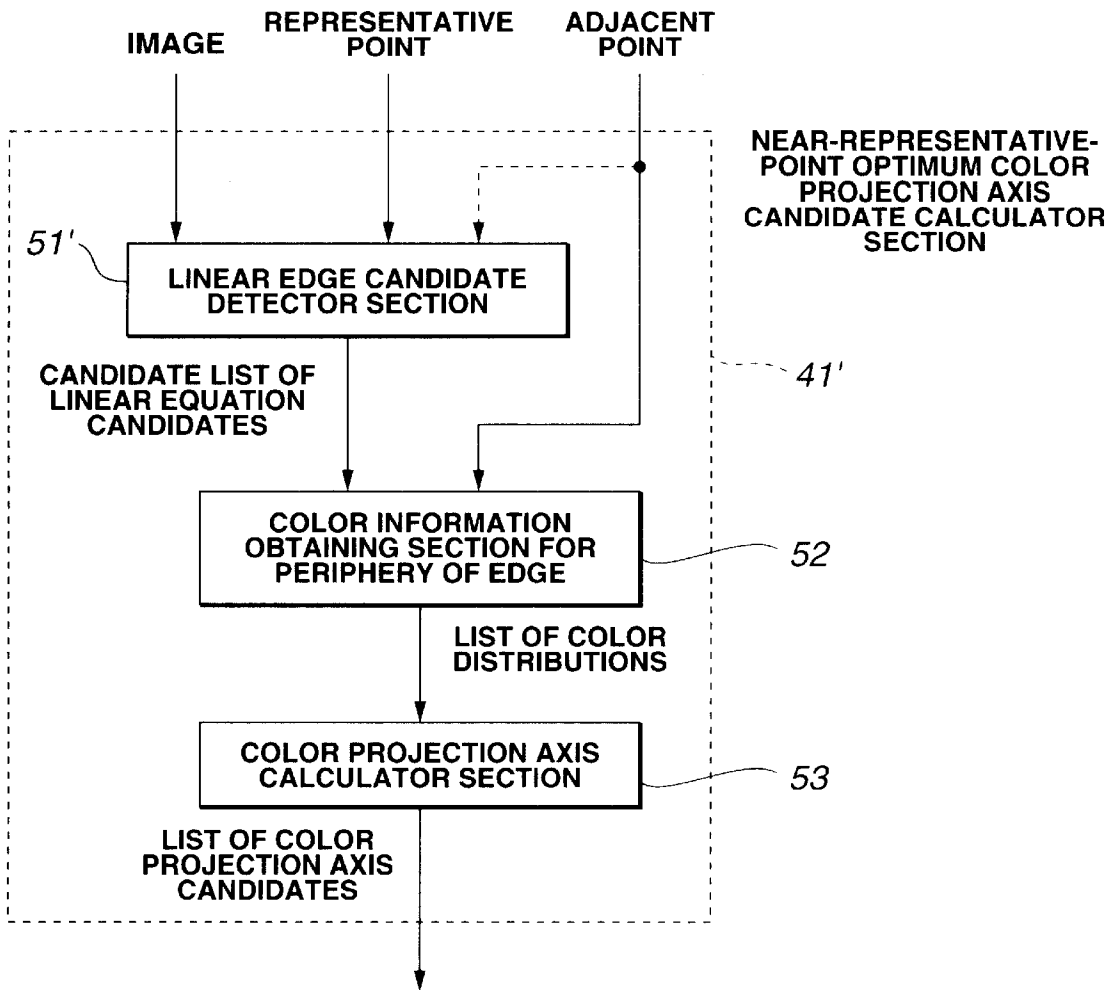 IMAGE
REPRESENTATIVE
POINT
ADJACENT
POINT
NEAR-REPRESENTATIVE-
POINT OPTIMUM COLOR
PROJECTION AXIS
CANDIDATE CALCULATOR
SECTION
51'
LINEAR EDGE CANDIDATE
DETECTOR SECTION
CANDIDATE LIST OF
LINEAR EQUATION
CANDIDATES
41'
COLOR INFORMATION
OBTAINING SECTION FOR
PERIPHERY OF EDGE
52
LIST OF COLOR
DISTRIBUTIONS
COLOR PROJECTION AXIS
CALCULATOR SECTION
53
LIST OF COLOR
PROJECTION AXIS
CANDIDATES